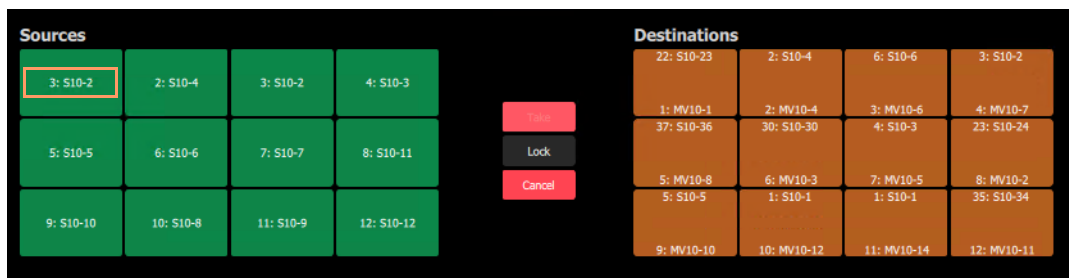 Sources
Destinations
3: S10-2
2: S10-4
3: S10-2
4: S10-3
5: S10-5
6: S10-6
7: S10-7
8: S10-11
9: S10-10
10: S10-8
11: S10-9
12: S10-12
Take
Lock
Cancel
22: S10-23
1: MV10-1
2: S10-4
2: MV10-4
6: S10-6
3: MV10-6
3: S10-2
4: MV10-7
37: S10-36
5: MV10-8
30: S10-30
6: MV10-3
4: S10-3
7: MV10-5
23: S10-24
8: MV10-2
5: S10-5
9: MV10-10
1: S10-1
10: MV10-12
1: S10-1
11: MV10-14
35: S10-34
12: MV10-11